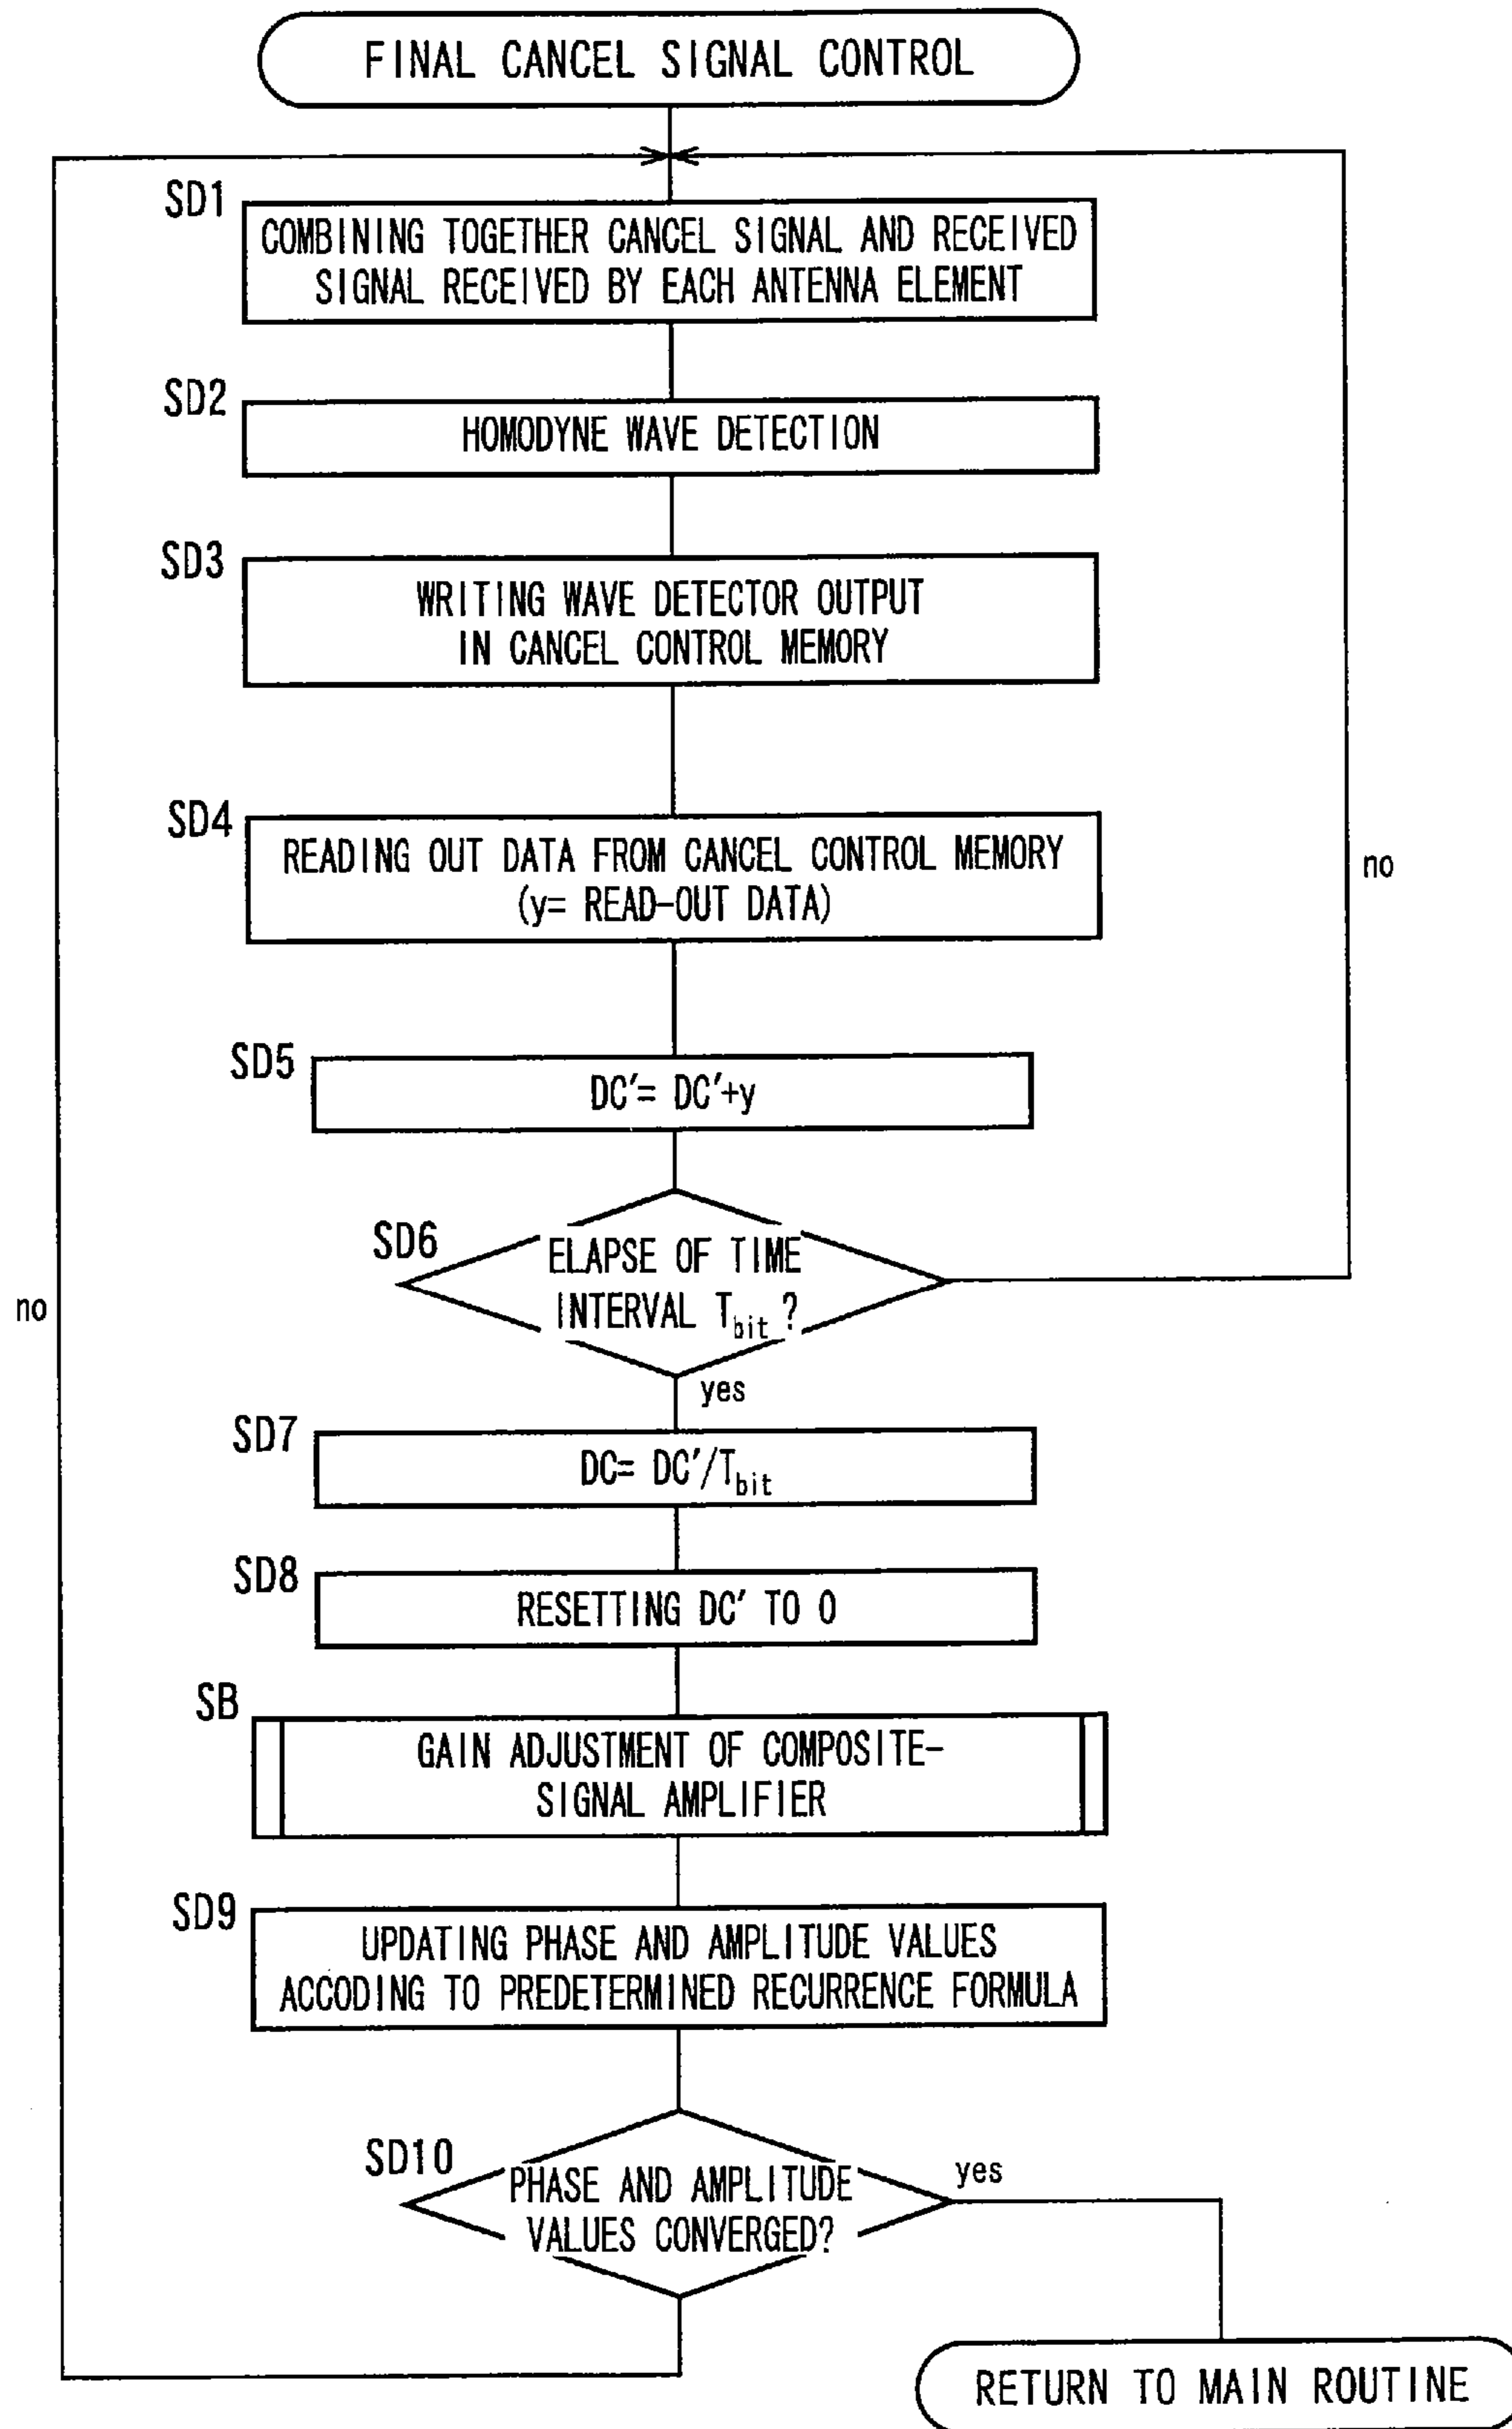 FINAL CANCEL SIGNAL CONTROL
SD1
COMBINING TOGETHER CANCEL SIGNAL AND RECEIVED
SIGNAL RECEIVED BY EACH ANTENNA ELEMENT
SD2
HOMODYNE WAVE DETECTION
SD3
WRITING WAVE DETECTOR OUTPUT
IN CANCEL CONTROL MEMORY
SD4
READING OUT DATA FROM CANCEL CONTROL MEMORY
(y= READ-OUT DATA)
no
SD5
DC′= DC′+y
SD6
ELAPSE OF TIME
INTERVAL Tbit ?
no
yes
SD7
DC= DC′/Tbit
SD8
RESETTING DC′ TO 0
SB
GAIN ADJUSTMENT OF COMPOSITE-
SIGNAL AMPLIFIER
SD9
UPDATING PHASE AND AMPLITUDE VALUES
ACCODING TO PREDETERMINED RECURRENCE FORMULA
SD10
PHASE AND AMPLITUDE
VALUES CONVERGED?
yes
RETURN TO MAIN ROUTINE